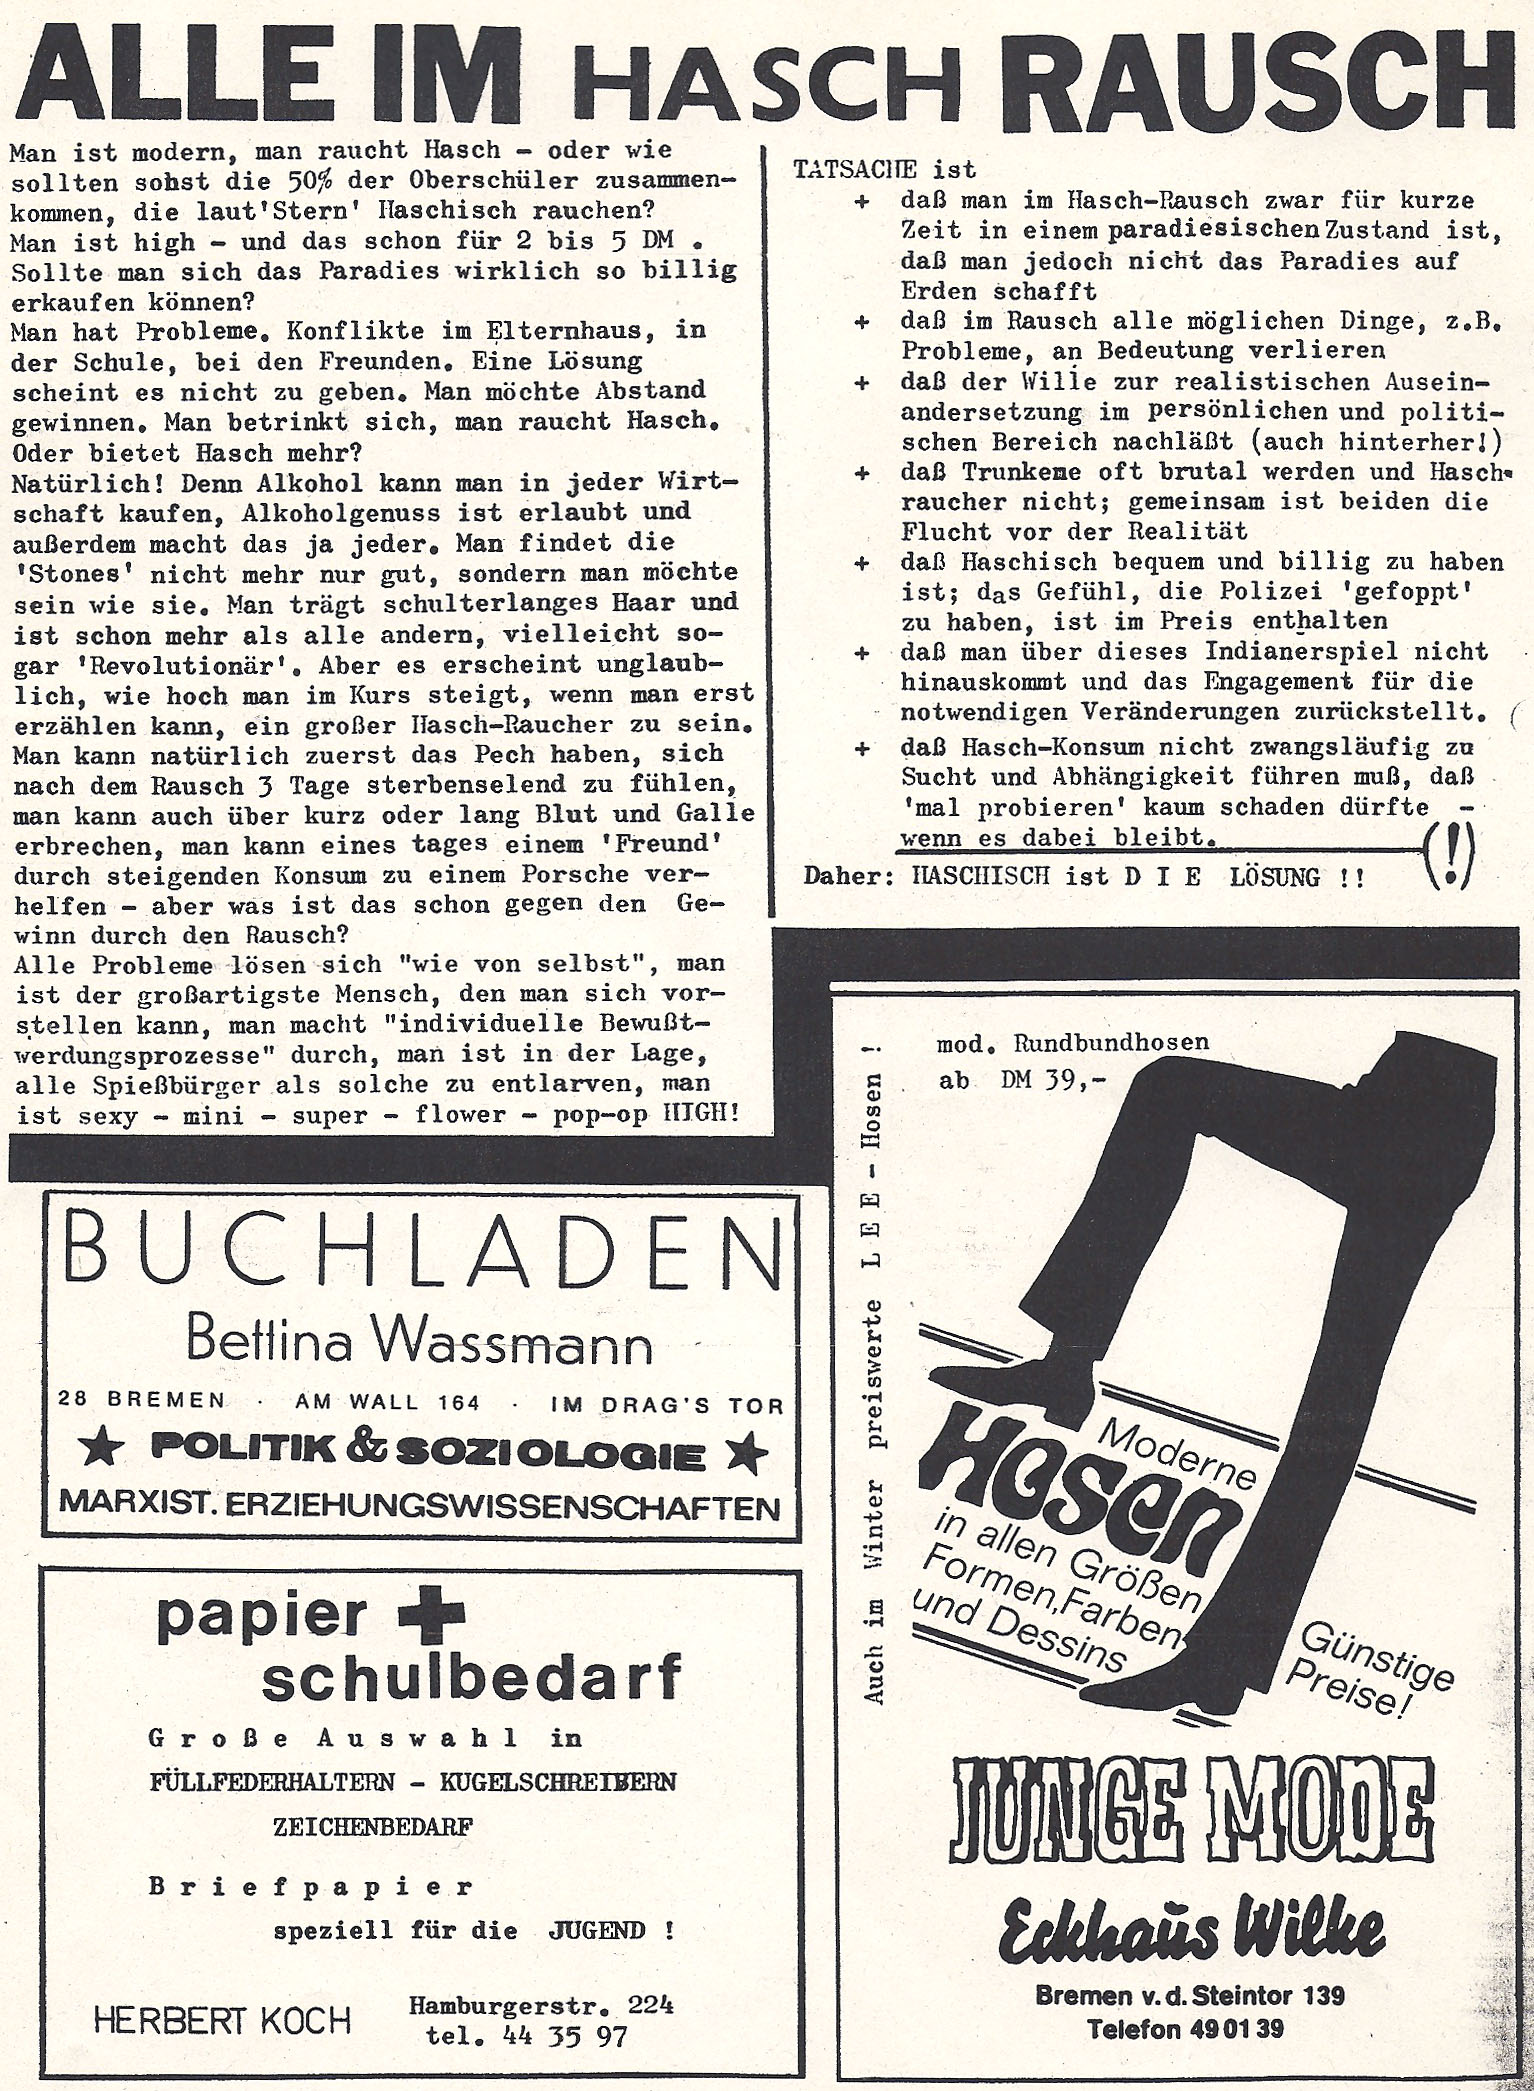 ALLE IM HASCH RAUSCH
Man ist modern, man raucht Hasch - oder wie
sollten sohst die 50% der Oberschüler zusammen-
kommen, die laut'Stern' Haschisch rauchen?
Man ist high - und das schon für 2 bis 5 DM .
Sollte man sich das Paradies wirklich so billig
erkaufen können?
Man hat Probleme. Konflikte im Elternhaus, in
der Schule, bei den Freunden. Eine Lösung
scheint es nicht zu geben. Man möchte Abstand
gewinnen. Man betrinkt sich, man raucht Hasch.
Oder bietet Hasch mehr?
Natürlich! Denn Alkohol kann man in jeder Wirt-
schaft kaufen, Alkoholgenuss ist erlaubt und
außerdem macht das ja jeder. Man findet die
'Stones' nicht mehr nur gut, sondern man möchte
sein wie sie. Man trägt schulterlanges Haar und
ist schon mehr als alle andern, vielleicht so-
gar 'Revolutionär'. Aber es erscheint unglaub-
lich, wie hoch man im Kurs steigt, wenn man erst
erzählen kann, ein großer Hasch-Raucher zu sein.
Man kann natürlich zuerst das Pech haben, sich
nach dem Rausch 3 Tage sterbenselend zu fühlen,
man kann auch über kurz oder lang Blut und Galle
erbrechen, man kann eines tages einem 'Freund'
durch steigenden Konsum zu einem Porsche ver-
helfen - aber was ist das schon gegen den Ge-
winn durch den Rausch?
Alle Probleme lösen sich "wie von selbst", man
ist der großartigste Mensch, den man sich vor-
stellen kann, man macht "individuelle Bewußt-
werdungsprozesse" durch, man ist in der Lage,
alle Spießbürger als solche zu entlarven, man
ist sexy - mini - super - flower - pop-op HIGH!
TATSACHE ist
+ daß man im Hasch-Rausch zwar für kurze
Zeit in einem paradiesischen Zustand ist,
daß man jedoch nicht das Paradies auf
Erden schafft
+ daß im Rausch alle möglichen Dinge, z.B.
Probleme, an Bedeutung verlieren
+ daß der Wille zur realistischen Ausein-
andersetzung im persönlichen und politi-
schen Bereich nachläßt (auch hinterher!)
+ daß Trunkene oft brutal werden und Hasch-
raucher nicht; gemeinsam ist beiden die
Flucht vor der Realität
+ daß Haschisch bequem und billig zu haben
ist; das Gefühl, die Polizei 'gefoppt'
zu haben, ist im Preis enthalten
+ daß man über dieses Indianerspiel nicht
hinauskommt und das Engagement für die
notwendigen Veränderungen zurückstellt.
+ daß Hasch-Konsum nicht zwangsläufig zu
Sucht und Abhängigkeit führen muß, daß
'mal probieren' kaum schaden dürfte -
wenn es dabei bleibt. (!)
Daher: HASCHISCH ist D I E LÖSUNG !!
BUCHLADEN
Bettina Wassmann
28 BREMEN · AM WALL 164 · IM DRAG'S TOR
★ POLITIK & SOZIOLOGIE ★
MARXIST. ERZIEHUNGSWISSENSCHAFTEN
papier +
schulbedarf
Große Auswahl in
FÜLLFEDERHALTERN - KUGELSCHREIBERN
ZEICHENBEDARF
Briefpapier
speziell für die JUGEND !
HERBERT KOCH
Hamburgerstr. 224
tel. 44 35 97
Auch im Winter preiswerte LEE - Hosen !
mod. Rundbundhosen
ab DM 39,-
Moderne
Hosen
in allen Größen
Formen, Farben
und Dessins
Günstige
Preise!
JUNGE MODE
Eckhaus Wilke
Bremen v. d. Steintor 139
Telefon 49 01 39